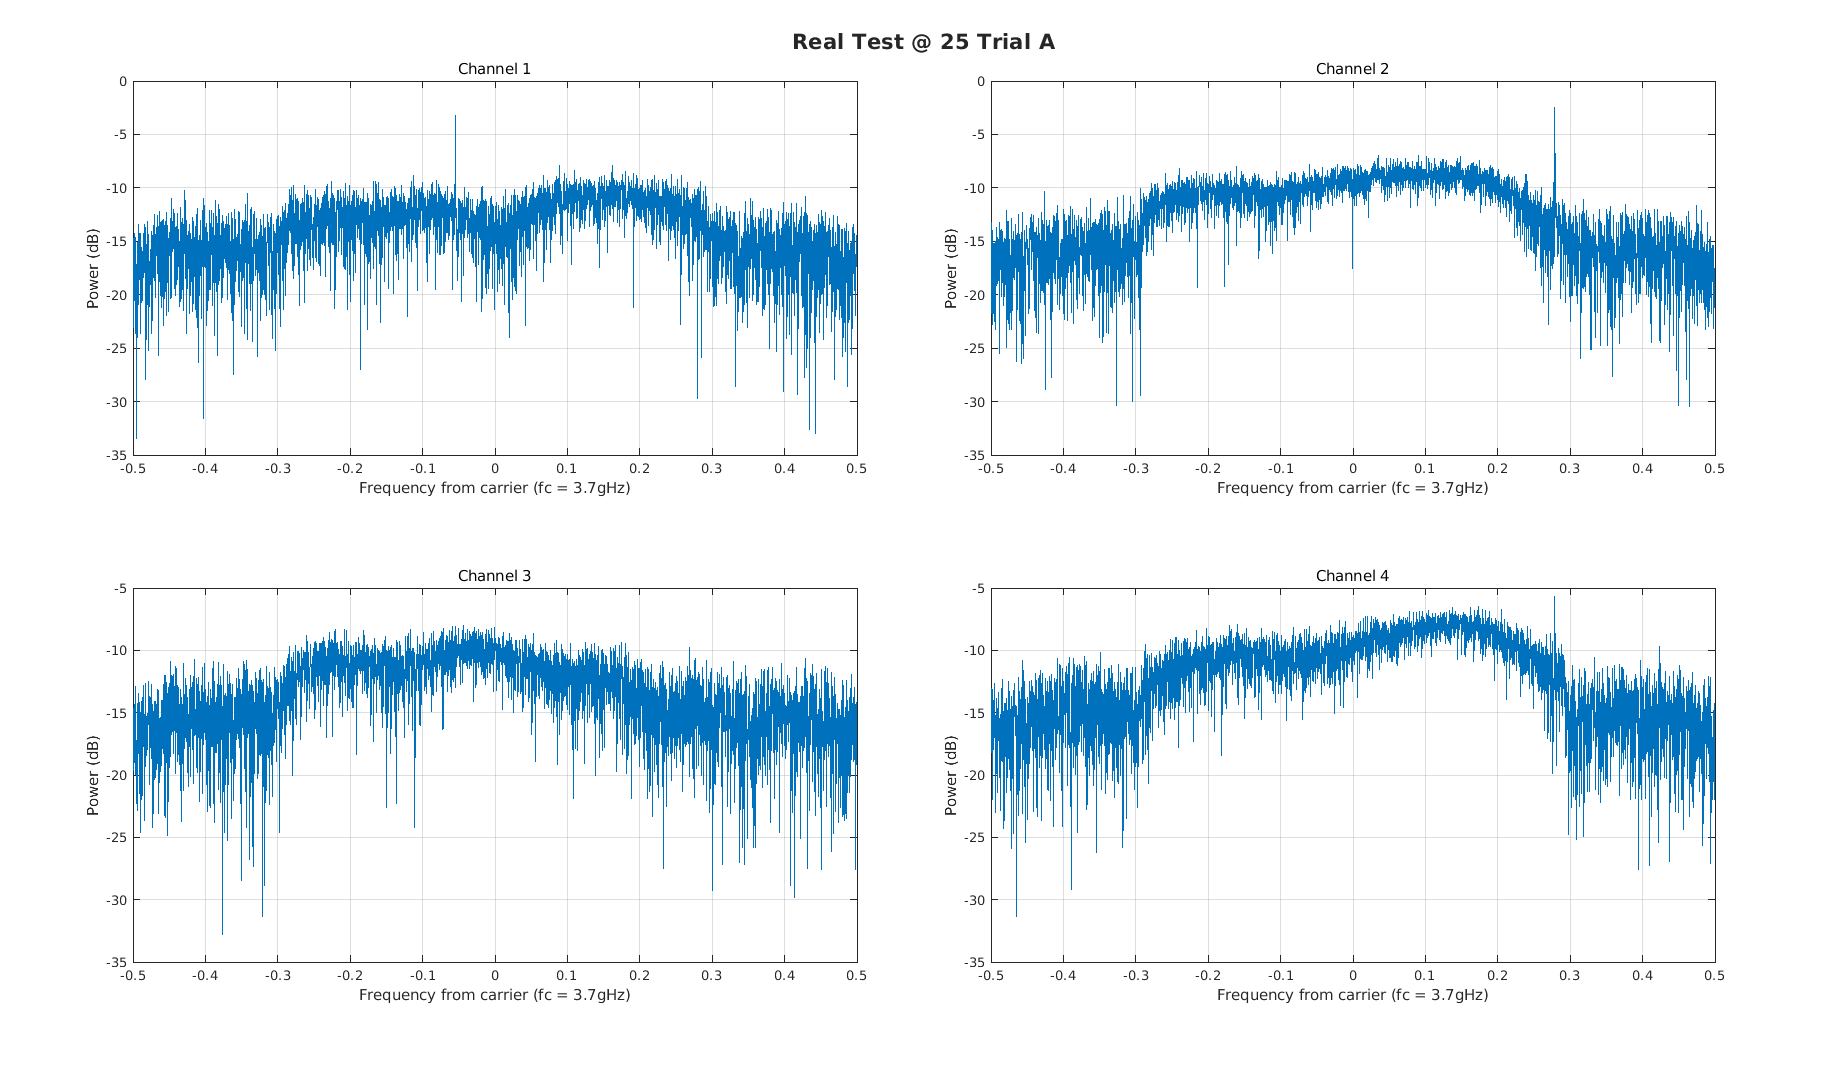 Real Test @ 25 Trial A
Channel 1
0
-5
-10
-15
-20
-25
-30
-35
Power (dB)
-0.5 -0.4 -0.3 -0.2 -0.1 0 0.1 0.2 0.3 0.4 0.5
Frequency from carrier (fc = 3.7gHz)
Channel 2
0
-5
-10
-15
-20
-25
-30
-35
Power (dB)
-0.5 -0.4 -0.3 -0.2 -0.1 0 0.1 0.2 0.3 0.4 0.5
Frequency from carrier (fc = 3.7gHz)
Channel 3
-5
-10
-15
-20
-25
-30
-35
Power (dB)
-0.5 -0.4 -0.3 -0.2 -0.1 0 0.1 0.2 0.3 0.4 0.5
Frequency from carrier (fc = 3.7gHz)
Channel 4
-5
-10
-15
-20
-25
-30
-35
Power (dB)
-0.5 -0.4 -0.3 -0.2 -0.1 0 0.1 0.2 0.3 0.4 0.5
Frequency from carrier (fc = 3.7gHz)